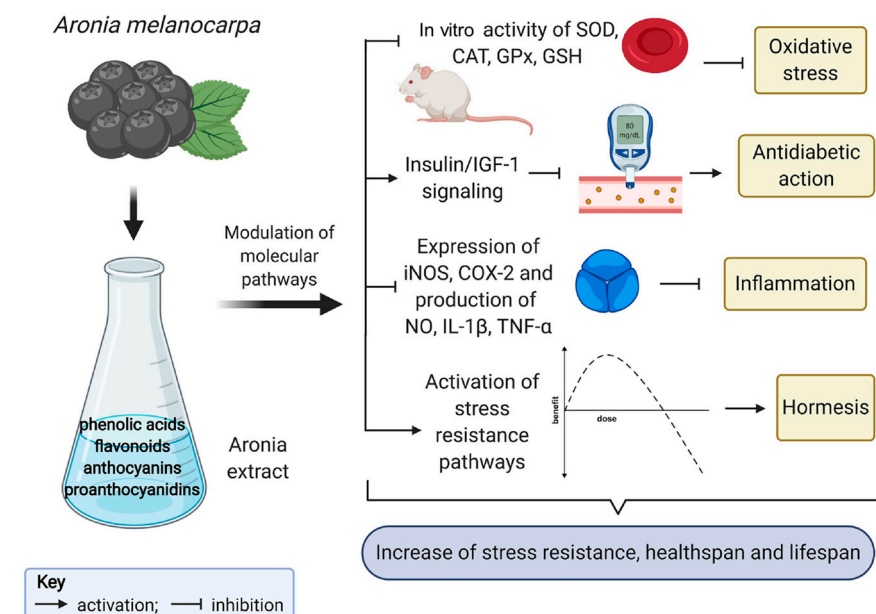 Aronia melanocarpa
phenolic acids
flavonoids
anthocyanins
proanthocyanidins
Aronia
extract
Modulation of
molecular
pathways
In vitro activity of SOD,
CAT, GPx, GSH
Oxidative
stress
Insulin/IGF-1
signaling
80
mg/dL
Antidiabetic
action
Expression of
iNOS, COX-2 and
production of
NO, IL-1β, TNF-α
Inflammation
Activation of
stress
resistance
pathways
benefit
dose
Hormesis
Increase of stress resistance, healthspan and lifespan
Key
activation; inhibition